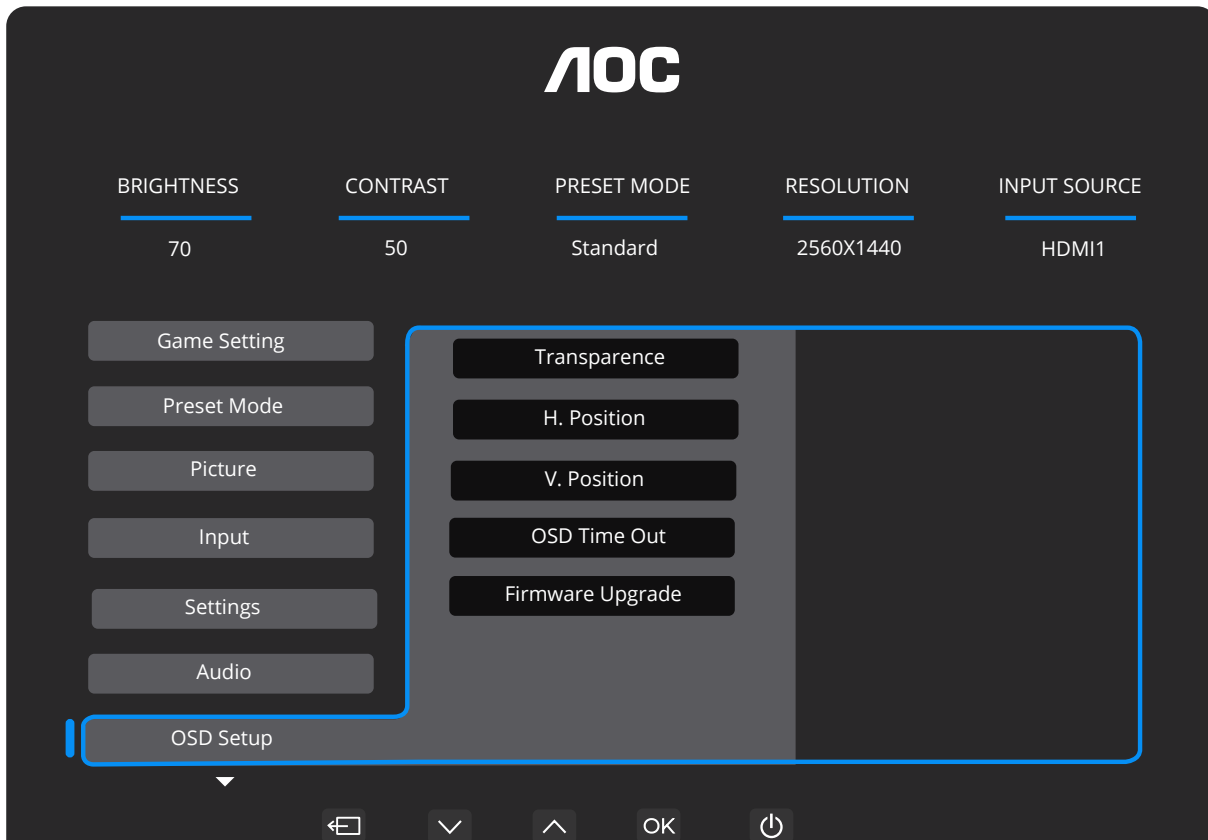 AOC
BRIGHTNESS CONTRAST PRESET MODE RESOLUTION INPUT SOURCE
70 50 Standard 2560X1440 HDMI1
Game Setting
Preset Mode
Picture
Input
Settings
Audio
OSD Setup
Transparence
H. Position
V. Position
OSD Time Out
Firmware Upgrade
OK